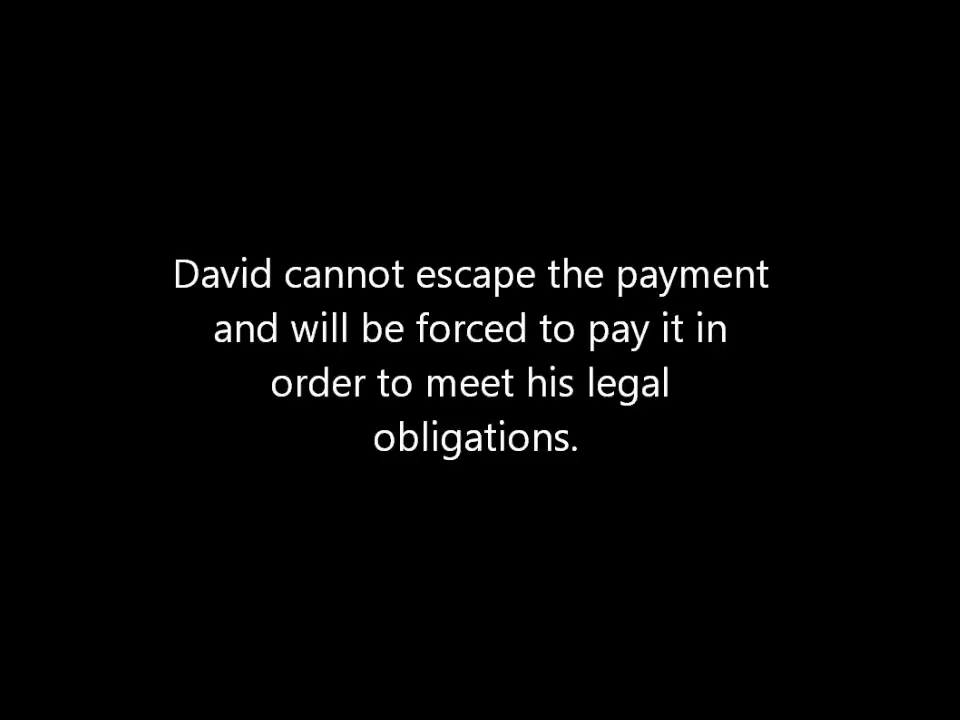 David cannot escape the payment
and will be forced to pay it in
order to meet his legal
obligations.